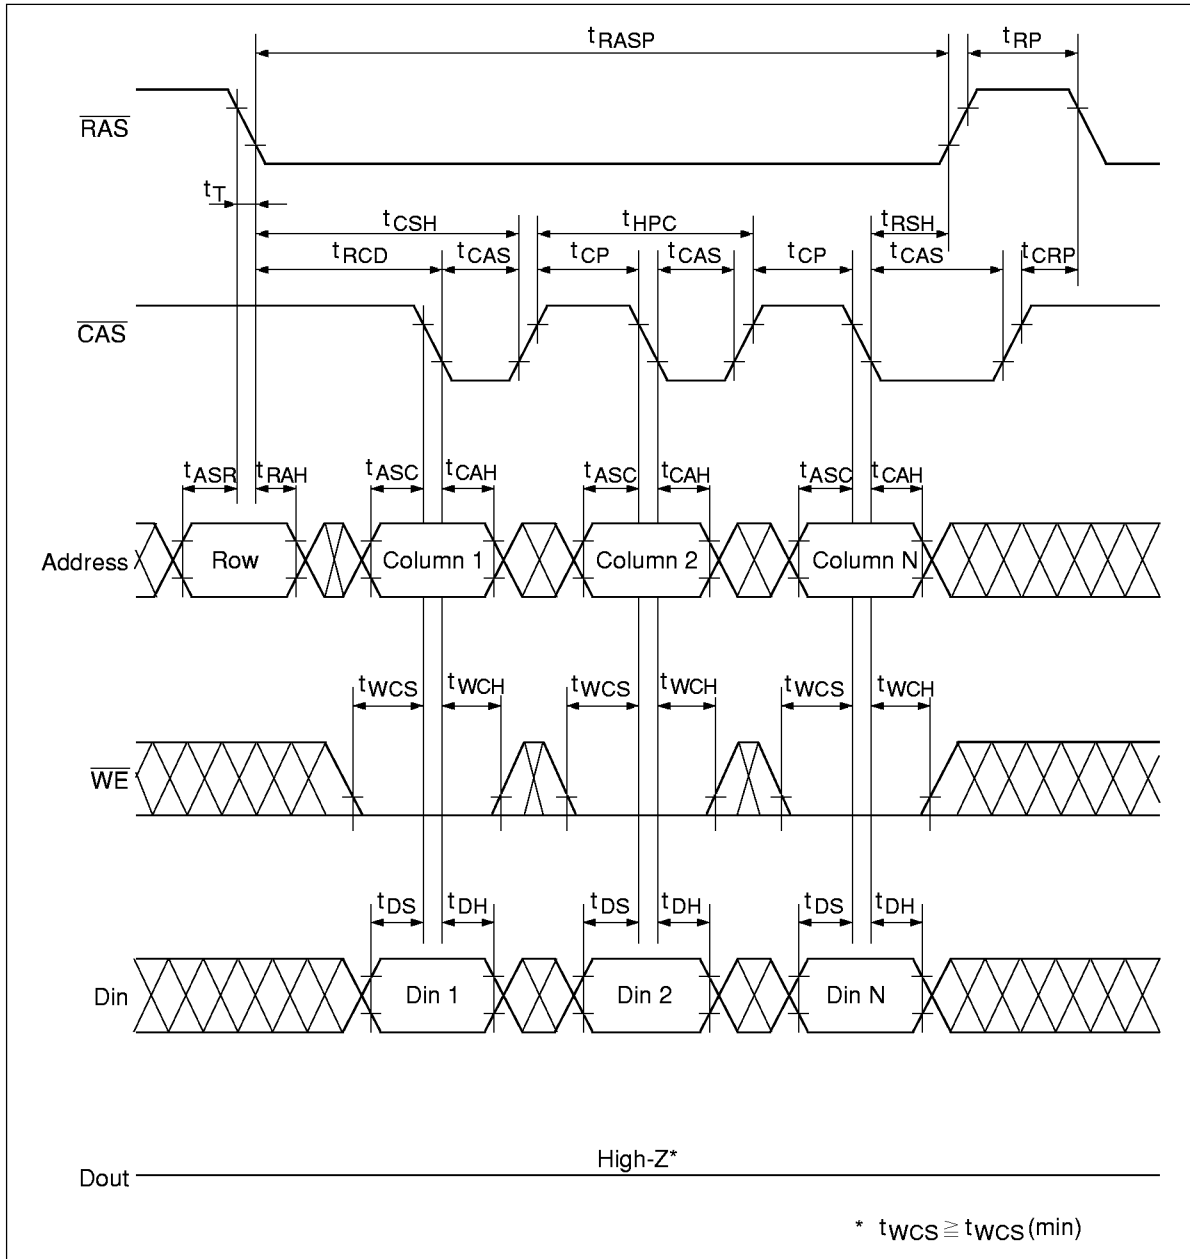 tRASP tRP
RAS
tT
tCSH tHPC tRSH
tRCD tCAS tCP tCAS tCP tCAS tCRP
CAS
tASR tRAH tASC tCAH tASC tCAH tASC tCAH
Address Row Column 1 Column 2 Column N
tWCS tWCH tWCS tWCH tWCS tWCH
WE
tDS tDH tDS tDH tDS tDH
Din Din 1 Din 2 Din N
High-Z*
Dout
* tWCS ≧ tWCS (min)